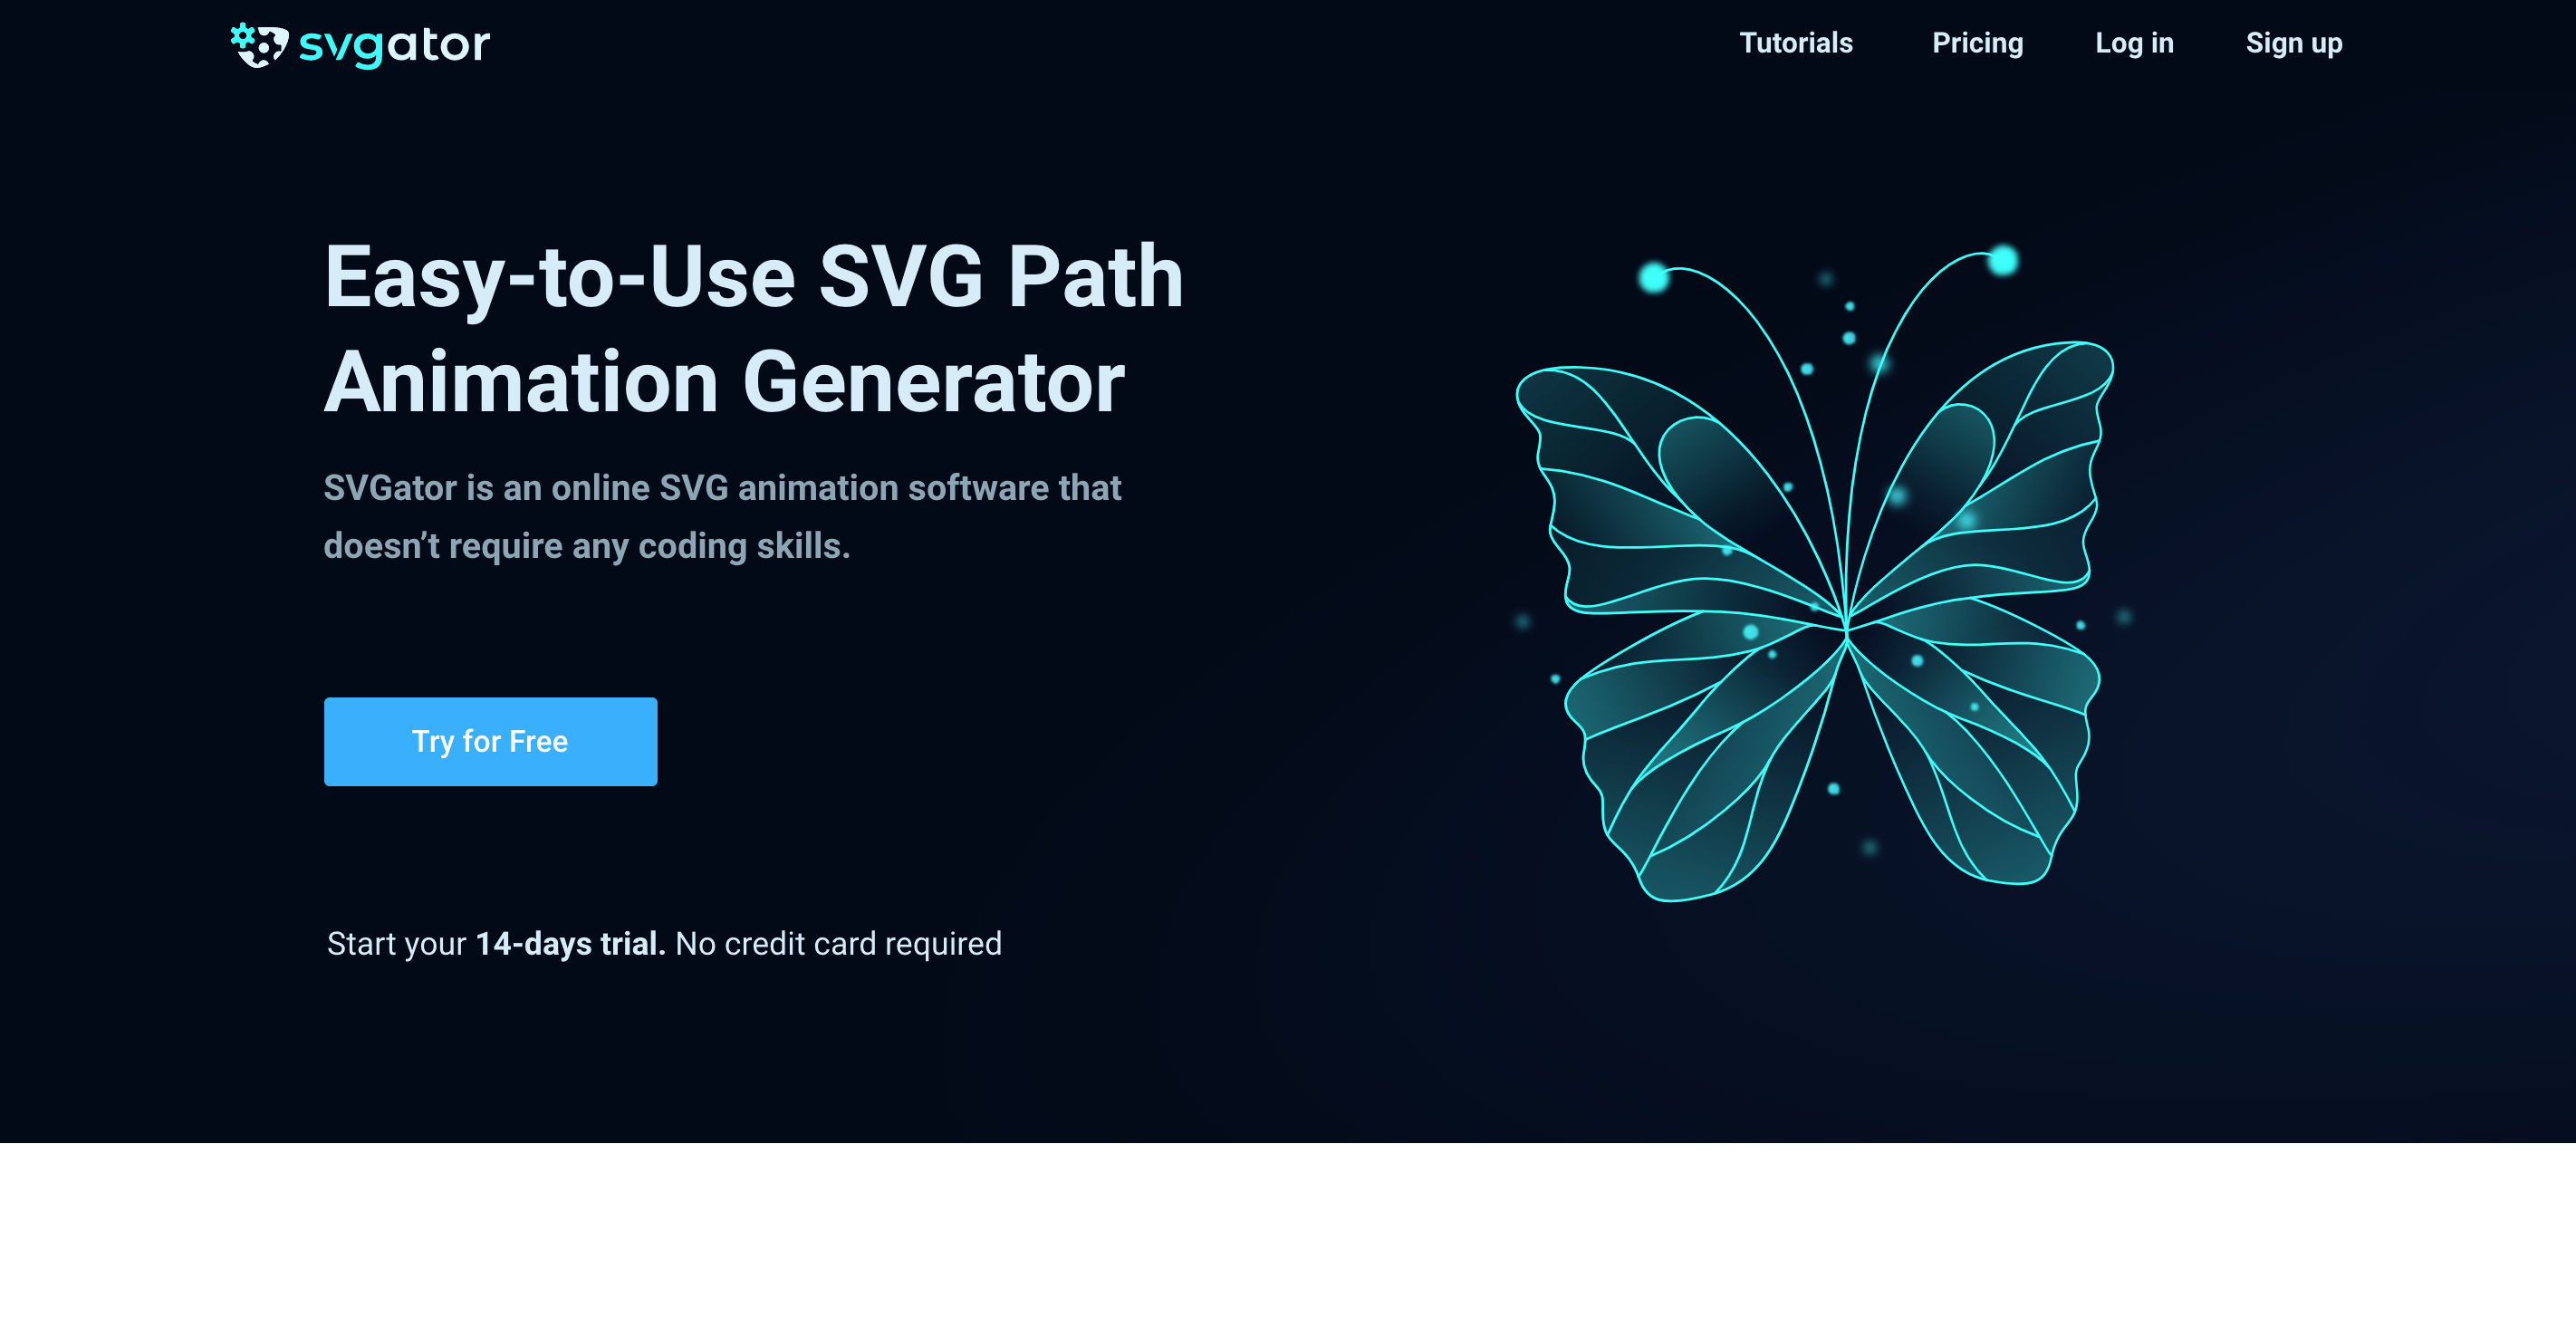 svgator
Tutorials Pricing Log in Sign up
Easy-to-Use SVG Path
Animation Generator
SVGator is an online SVG animation software that
doesn’t require any coding skills.
Try for Free
Start your 14-days trial. No credit card required